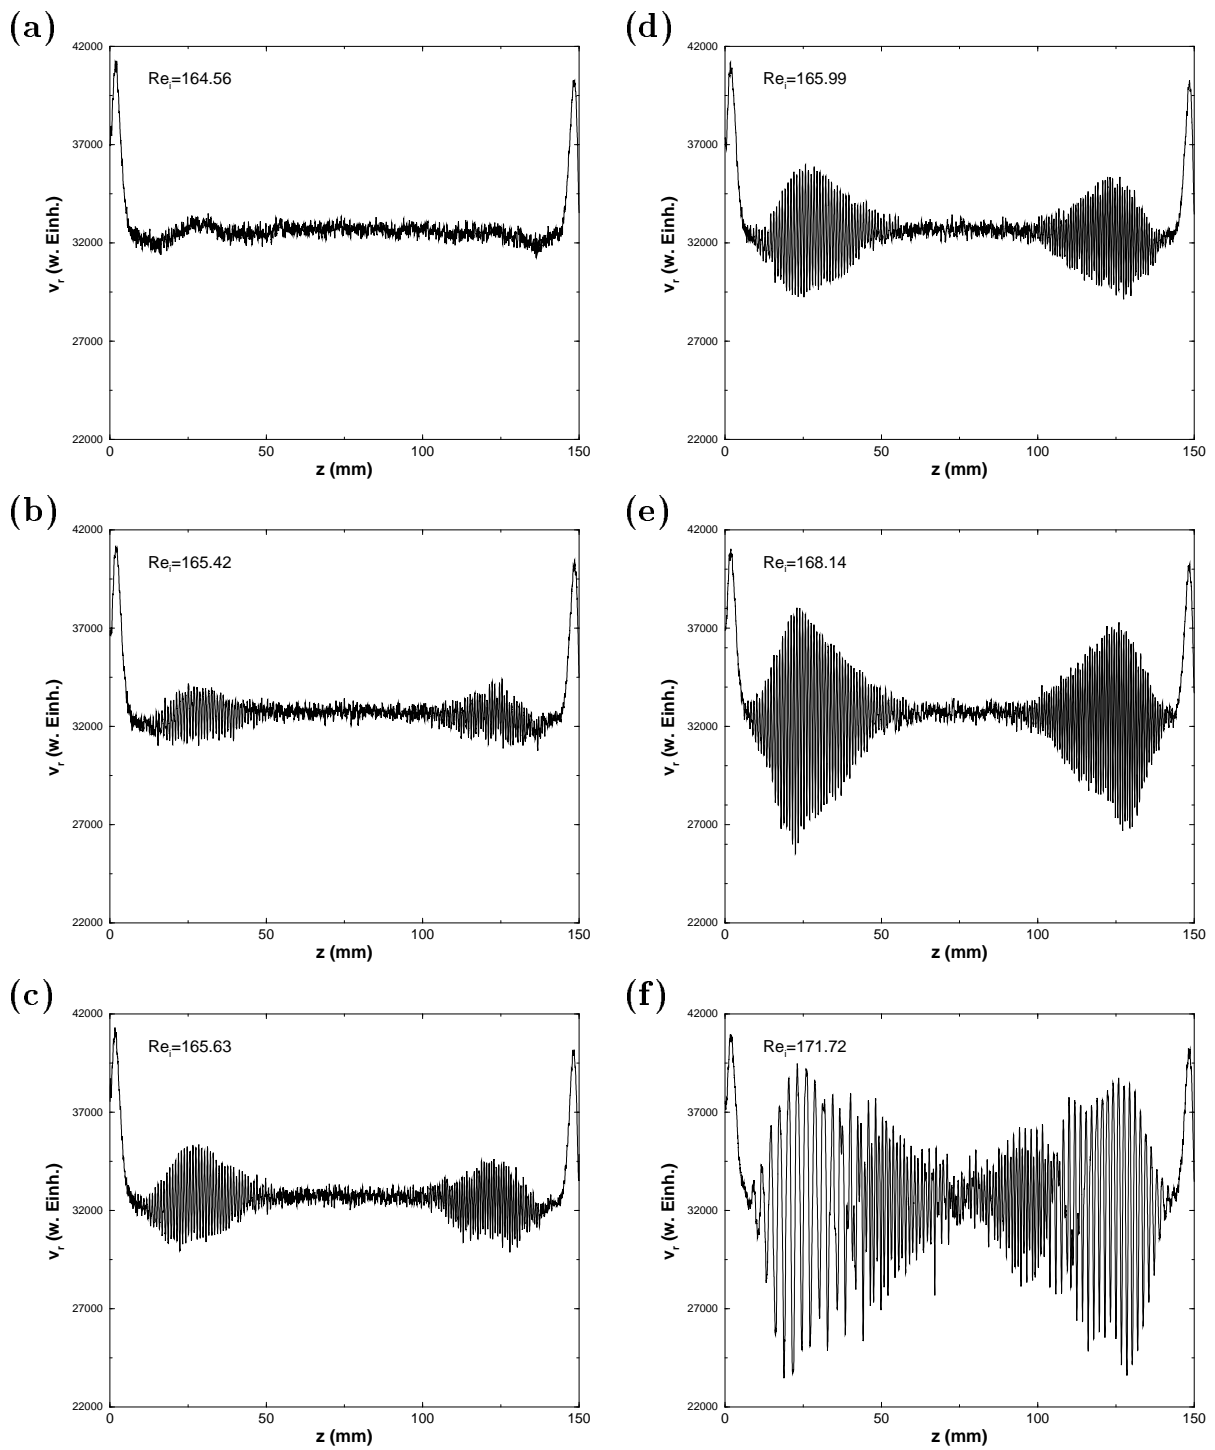 (a)
Re_i=164.56
42000
37000
32000
27000
22000
v_r (w. Einh.)
0 50 100 150
z (mm)
(d)
Re_i=165.99
42000
37000
32000
27000
22000
v_r (w. Einh.)
0 50 100 150
z (mm)
(b)
Re_i=165.42
42000
37000
32000
27000
22000
v_r (w. Einh.)
0 50 100 150
z (mm)
(e)
Re_i=168.14
42000
37000
32000
27000
22000
v_r (w. Einh.)
0 50 100 150
z (mm)
(c)
Re_i=165.63
42000
37000
32000
27000
22000
v_r (w. Einh.)
0 50 100 150
z (mm)
(f)
Re_i=171.72
42000
37000
32000
27000
22000
v_r (w. Einh.)
0 50 100 150
z (mm)